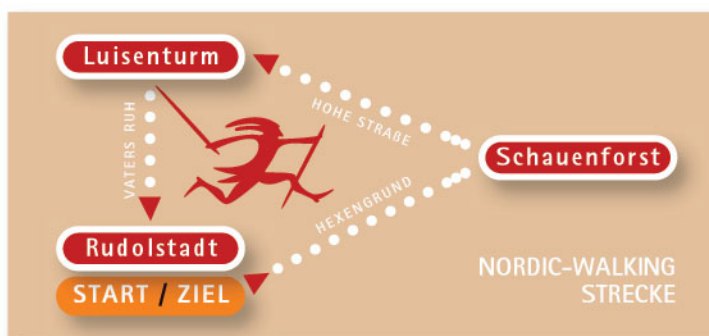 Luisenturm
HOHE STRAßE
VATERS RUH
Schauenforst
HEXENGRUND
Rudolstadt
START / ZIEL
NORDIC-WALKING
STRECKE